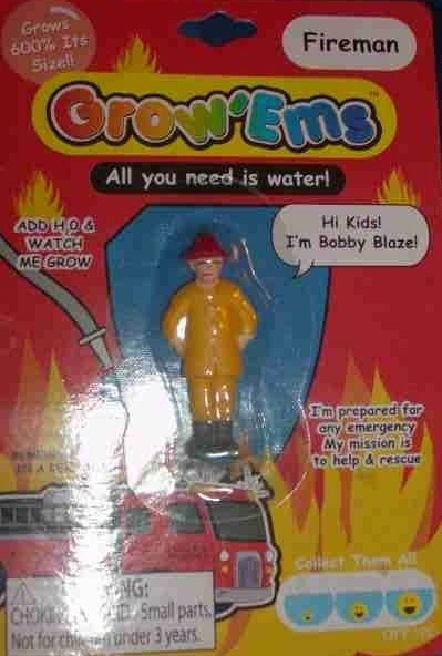 Grows
600% Its
Size!!
Fireman
Grow'Ems™
All you need is water!
ADD H2O &
WATCH
ME GROW
Hi Kids!
I'm Bobby Blaze!
I'm prepared for
any emergency
My mission is
to help & rescue
Collect Them All
Small parts.
Not for under 3 years.